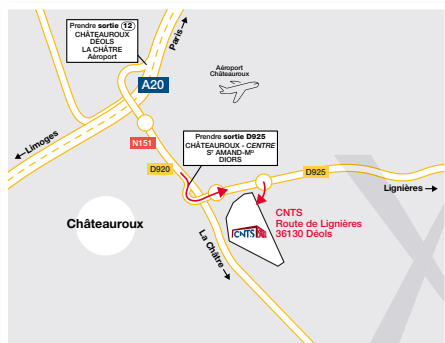 Prendre sortie 12
CHÂTEAUROUX
DÉOLS
LA CHÂTRE
Aéroport
Paris
Aéroport
Châteauroux
A20
Limoges
N151
Prendre sortie D925
CHÂTEAUROUX - CENTRE
ST AMAND-MD
DIORS
D920
D925
Lignières
CNTS
Route de Lignières
36130 Déols
Châteauroux
CNTS
La Châtre